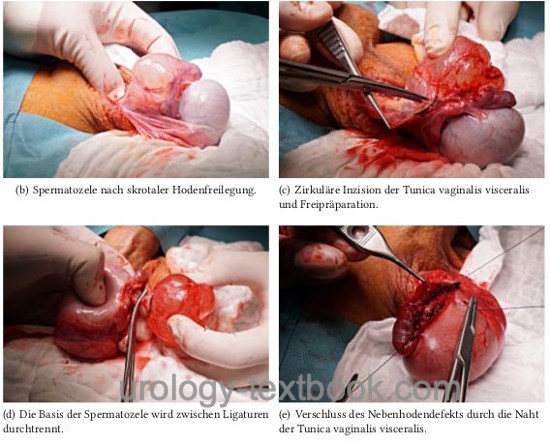 (b) Spermatozele nach skrotaler Hodenfreilegung.
(c) Zirkuläre Inzision der Tunica vaginalis visceralis
und Freipräparation.
urology-textbook.com
(d) Die Basis der Spermatozele wird zwischen Ligaturen
durchtrennt.
(e) Verschluss des Nebenhodendefekts durch die Naht
der Tunica vaginalis visceralis.